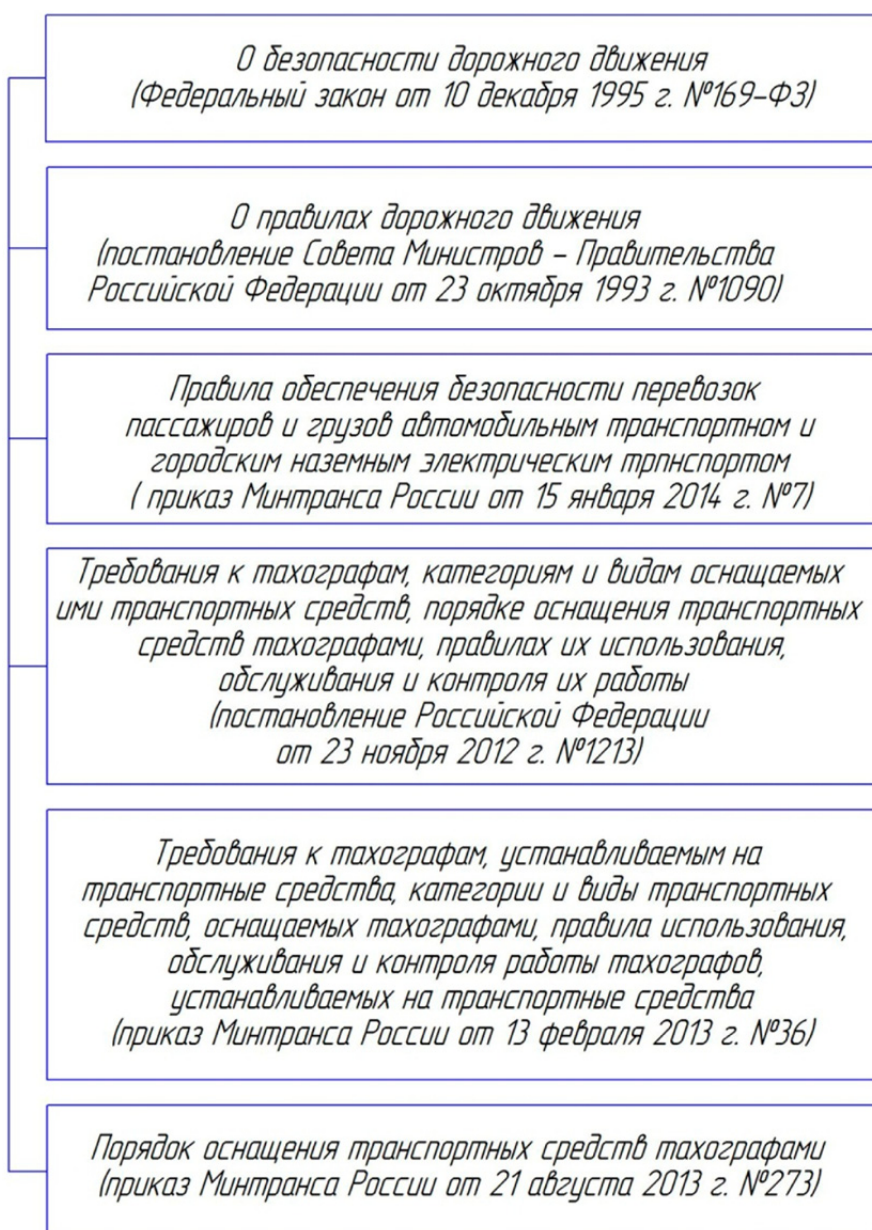 О безопасности дорожного движения
(Федеральный закон от 10 декабря 1995 г. №169-ФЗ)
О правилах дорожного движения
(постановление Совета Министров - Правительства
Российской Федерации от 23 октября 1993 г. №1090)
Правила обеспечения безопасности перевозок
пассажиров и грузов автомобильным транспортном и
городским наземным электрическим трпнспортом
( приказ Минтранса России от 15 января 2014 г. №7)
Требования к тахографам, категориям и видам оснащаемых
ими транспортных средств, порядке оснащения транспортных
средств тахографами, правилах их использования,
обслуживания и контроля их работы
(постановление Российской Федерации
от 23 ноября 2012 г. №1213)
Требования к тахографам, устанавливаемым на
транспортные средства, категории и виды транспортных
средств, оснащаемых тахографами, правила использования,
обслуживания и контроля работы тахографов,
устанавливаемых на транспортные средства
(приказ Минтранса России от 13 февраля 2013 г. №36)
Порядок оснащения транспортных средств тахографами
(приказ Минтранса России от 21 августа 2013 г. №273)